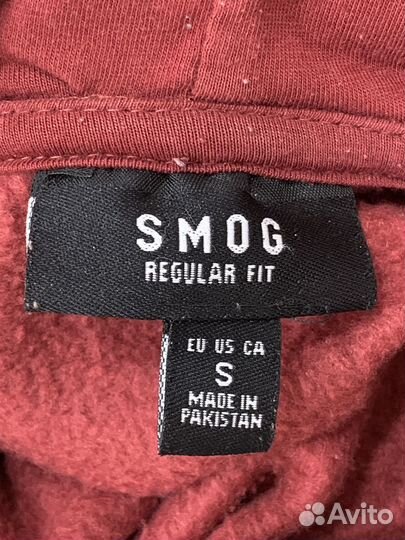 SMOG
REGULAR FIT
EU US CA
S
MADE IN
PAKISTAN
Avito